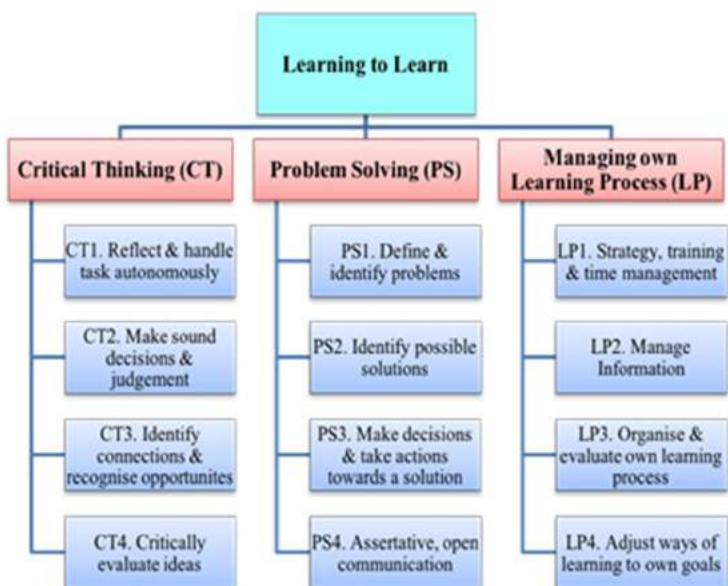 Learning to Learn
Critical Thinking (CT)
CT1. Reflect & handle
task autonomously
CT2. Make sound
decisions &
judgement
CT3. Identify
connections &
recognise opportunites
CT4. Critically
evaluate ideas
Problem Solving (PS)
PS1. Define &
identify problems
PS2. Identify possible
solutions
PS3. Make decisions
& take actions
towards a solution
PS4. Assertative, open
communication
Managing own
Learning Process (LP)
LP1. Strategy, training
& time management
LP2. Manage
Information
LP3. Organise &
evaluate own learning
process
LP4. Adjust ways of
learning to own goals